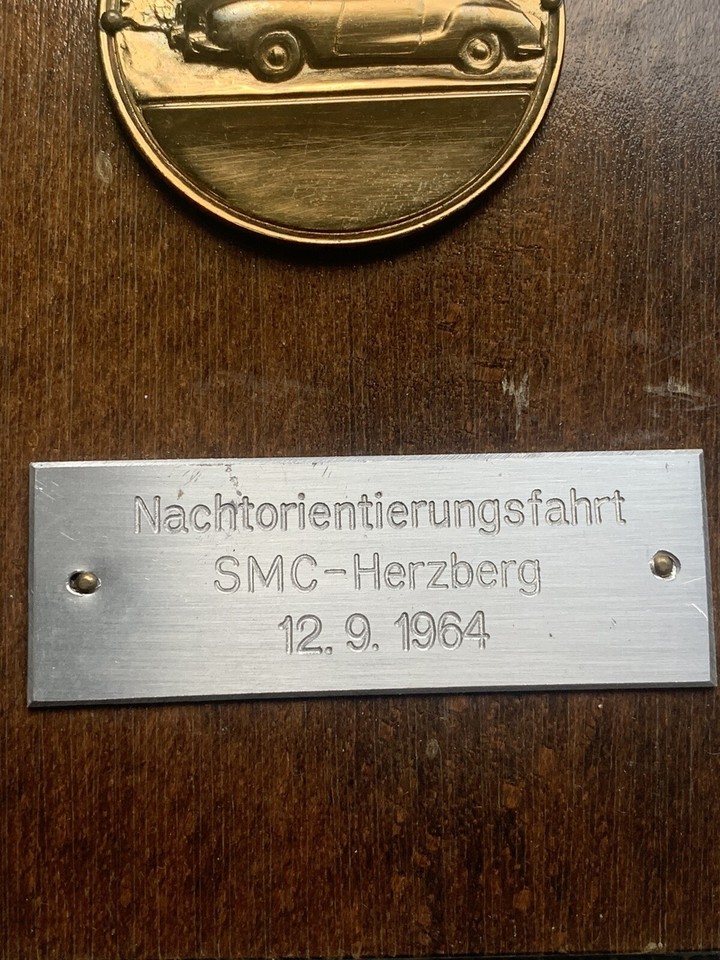 Nachtorientierungsfahrt
SMC-Herzberg
12. 9. 1964